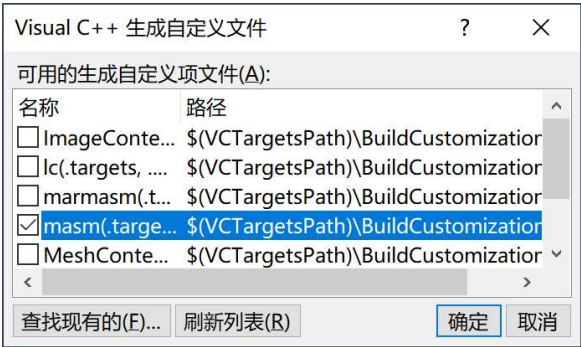 Visual C++ 生成自定义文件 ?
可用的生成自定义项文件(A):
名称 路径
ImageConte... $(VCTargetsPath)\BuildCustomization
lc(.targets, .... $(VCTargetsPath)\BuildCustomization
marmasm(.t... $(VCTargetsPath)\BuildCustomization
masm(.targe... $(VCTargetsPath)\BuildCustomization
MeshConte... $(VCTargetsPath)\BuildCustomization
查找现有的(F)... 刷新列表(R) 确定 取消